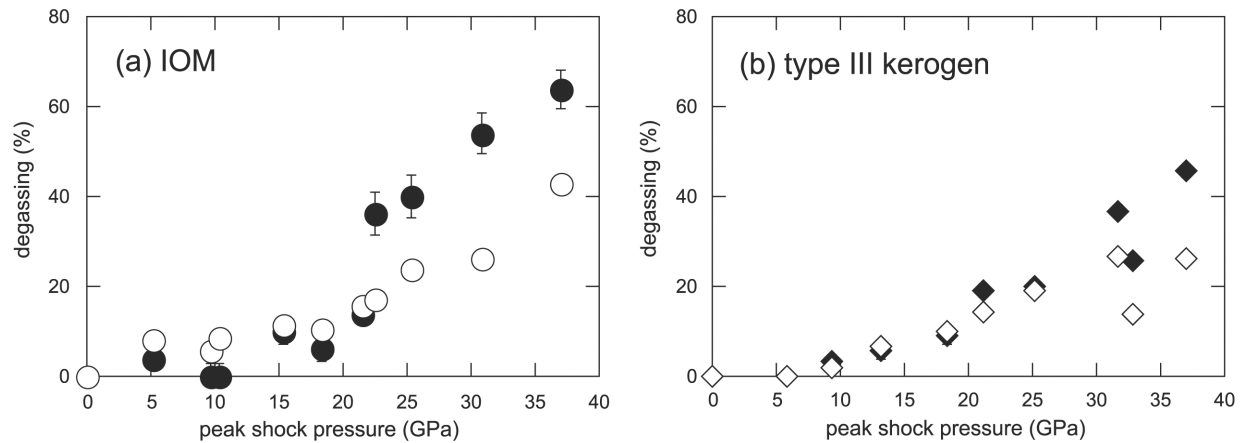 (a) IOM
80
60
40
20
0
degassing (%)
0 5 10 15 20 25 30 35 40
peak shock pressure (GPa)
(b) type III kerogen
80
60
40
20
0
degassing (%)
0 5 10 15 20 25 30 35 40
peak shock pressure (GPa)